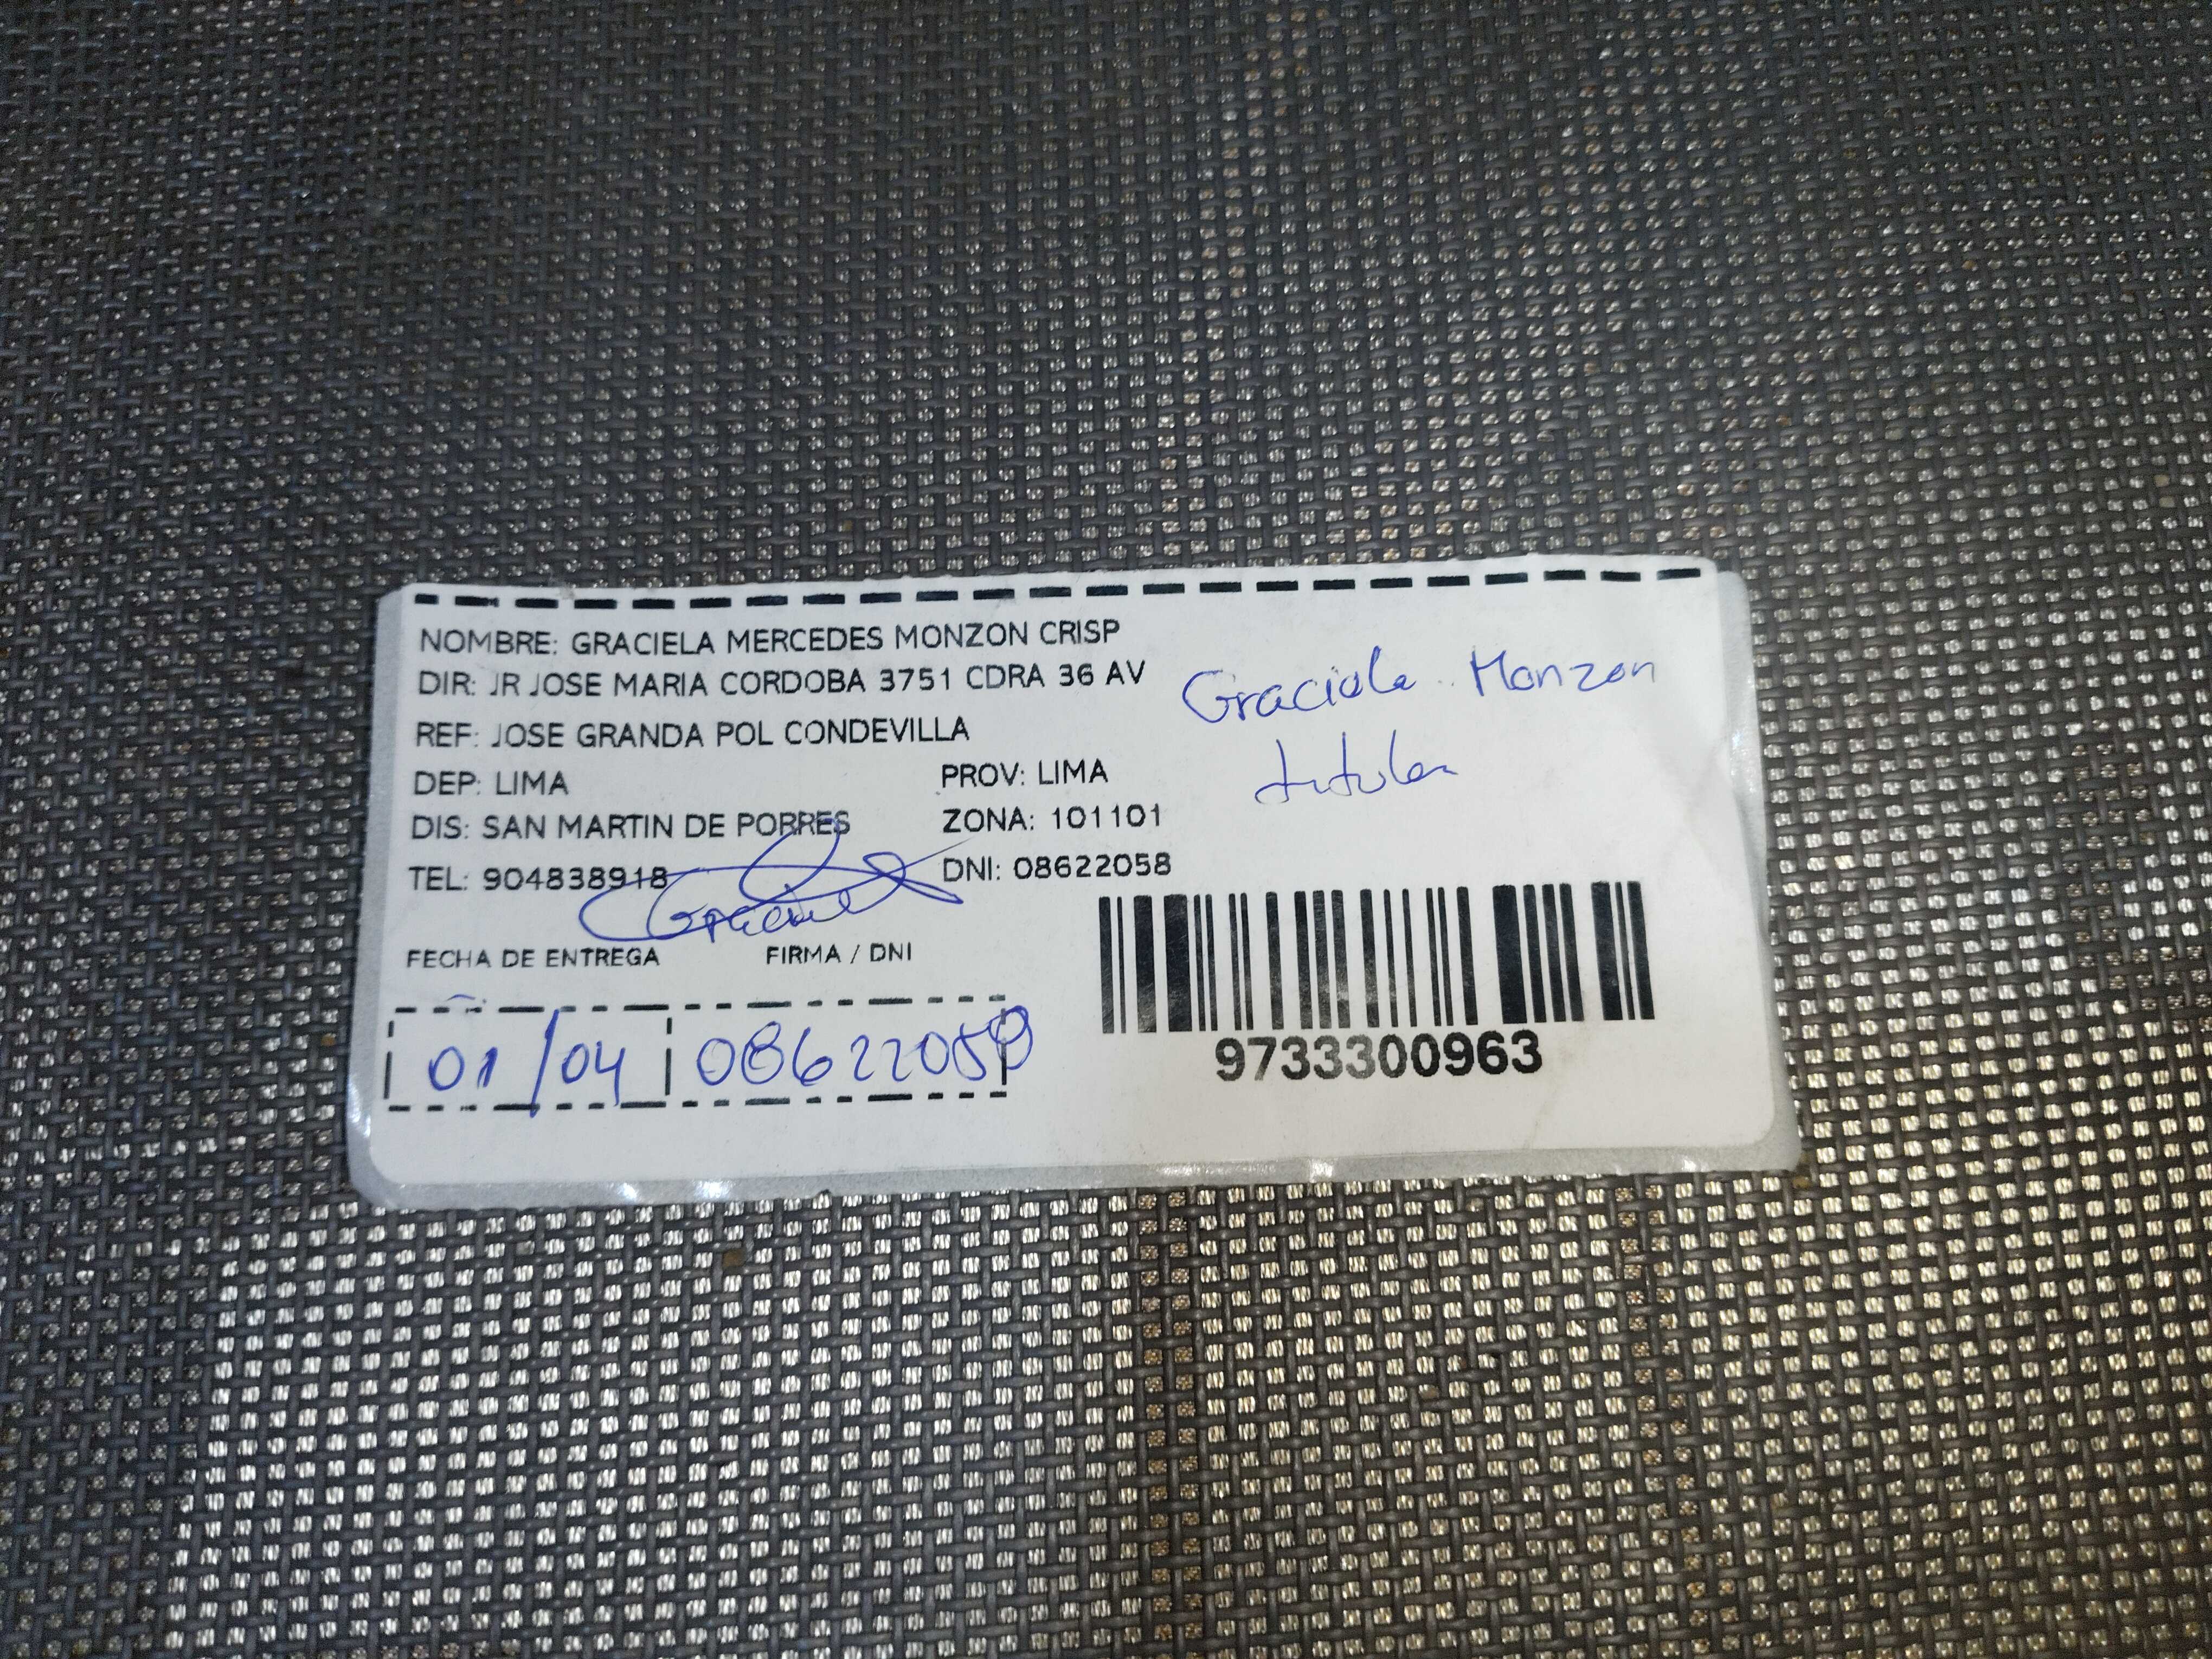 NOMBRE: GRACIELA MERCEDES MONZON CRISP
DIR: JR JOSE MARIA CORDOBA 3751 CDRA 36 AV
REF: JOSE GRANDA POL CONDEVILLA
DEP: LIMA PROV: LIMA
DIS: SAN MARTIN DE PORRES ZONA: 101101
TEL: 904838918 DNI: 08622058
Graciela Monzon
titular
FECHA DE ENTREGA FIRMA / DNI
01/04 08622058
9733300963